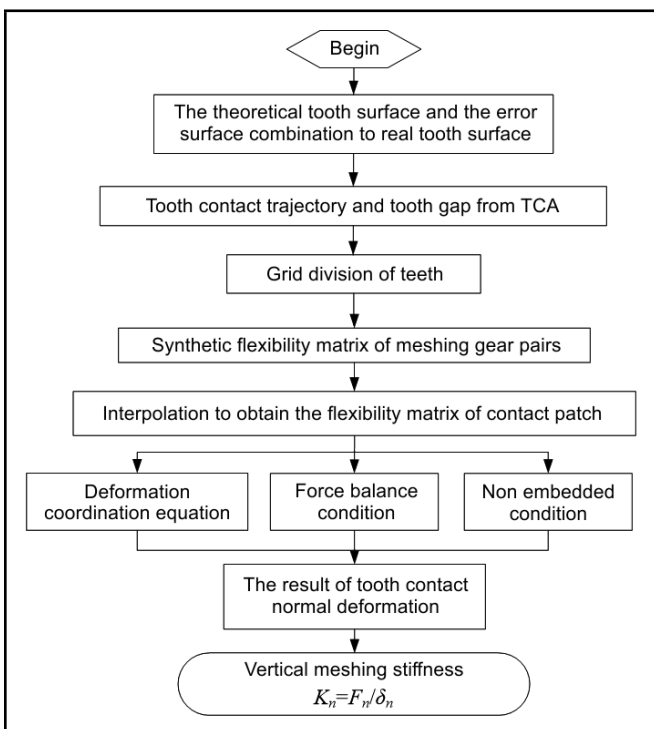 Begin
The theoretical tooth surface and the error
surface combination to real tooth surface
Tooth contact trajectory and tooth gap from TCA
Grid division of teeth
Synthetic flexibility matrix of meshing gear pairs
Interpolation to obtain the flexibility matrix of contact patch
Deformation
coordination equation
Force balance
condition
Non embedded
condition
The result of tooth contact
normal deformation
Vertical meshing stiffness
Kₙ=Fₙ/δₙ